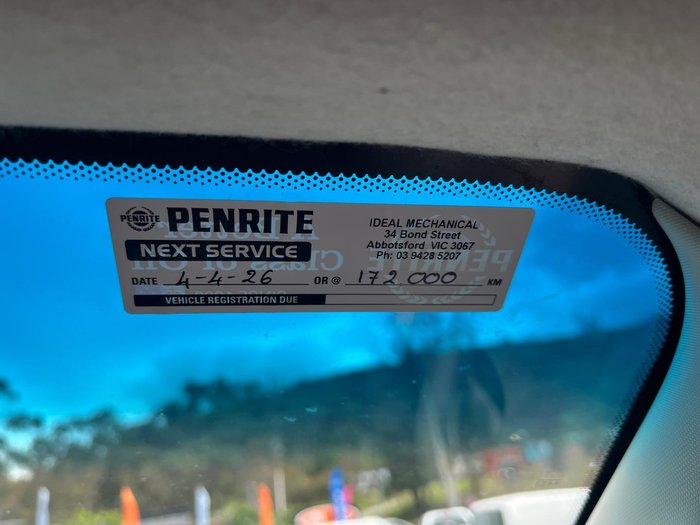 PENRITE PENRITE
NEXT SERVICE
DATE 4-4-26 OR @ 172 000 KM
VEHICLE REGISTRATION DUE
IDEAL MECHANICAL
34 Bond Street
Abbotsford VIC 3067
Ph: 03 9428 5207